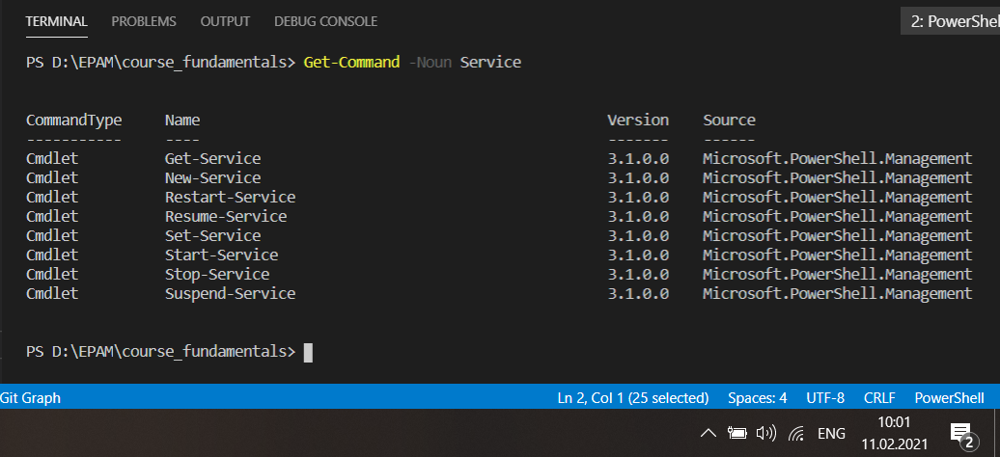 TERMINAL PROBLEMS OUTPUT DEBUG CONSOLE 2: PowerShel
PS D:\EPAM\course_fundamentals> Get-Command -Noun Service
CommandType Name Version Source
----------- ---- ------- ------
Cmdlet Get-Service 3.1.0.0 Microsoft.PowerShell.Management
Cmdlet New-Service 3.1.0.0 Microsoft.PowerShell.Management
Cmdlet Restart-Service 3.1.0.0 Microsoft.PowerShell.Management
Cmdlet Resume-Service 3.1.0.0 Microsoft.PowerShell.Management
Cmdlet Set-Service 3.1.0.0 Microsoft.PowerShell.Management
Cmdlet Start-Service 3.1.0.0 Microsoft.PowerShell.Management
Cmdlet Stop-Service 3.1.0.0 Microsoft.PowerShell.Management
Cmdlet Suspend-Service 3.1.0.0 Microsoft.PowerShell.Management
PS D:\EPAM\course_fundamentals>
Git Graph Ln 2, Col 1 (25 selected) Spaces: 4 UTF-8 CRLF PowerShell
ENG 10:01
11.02.2021 2